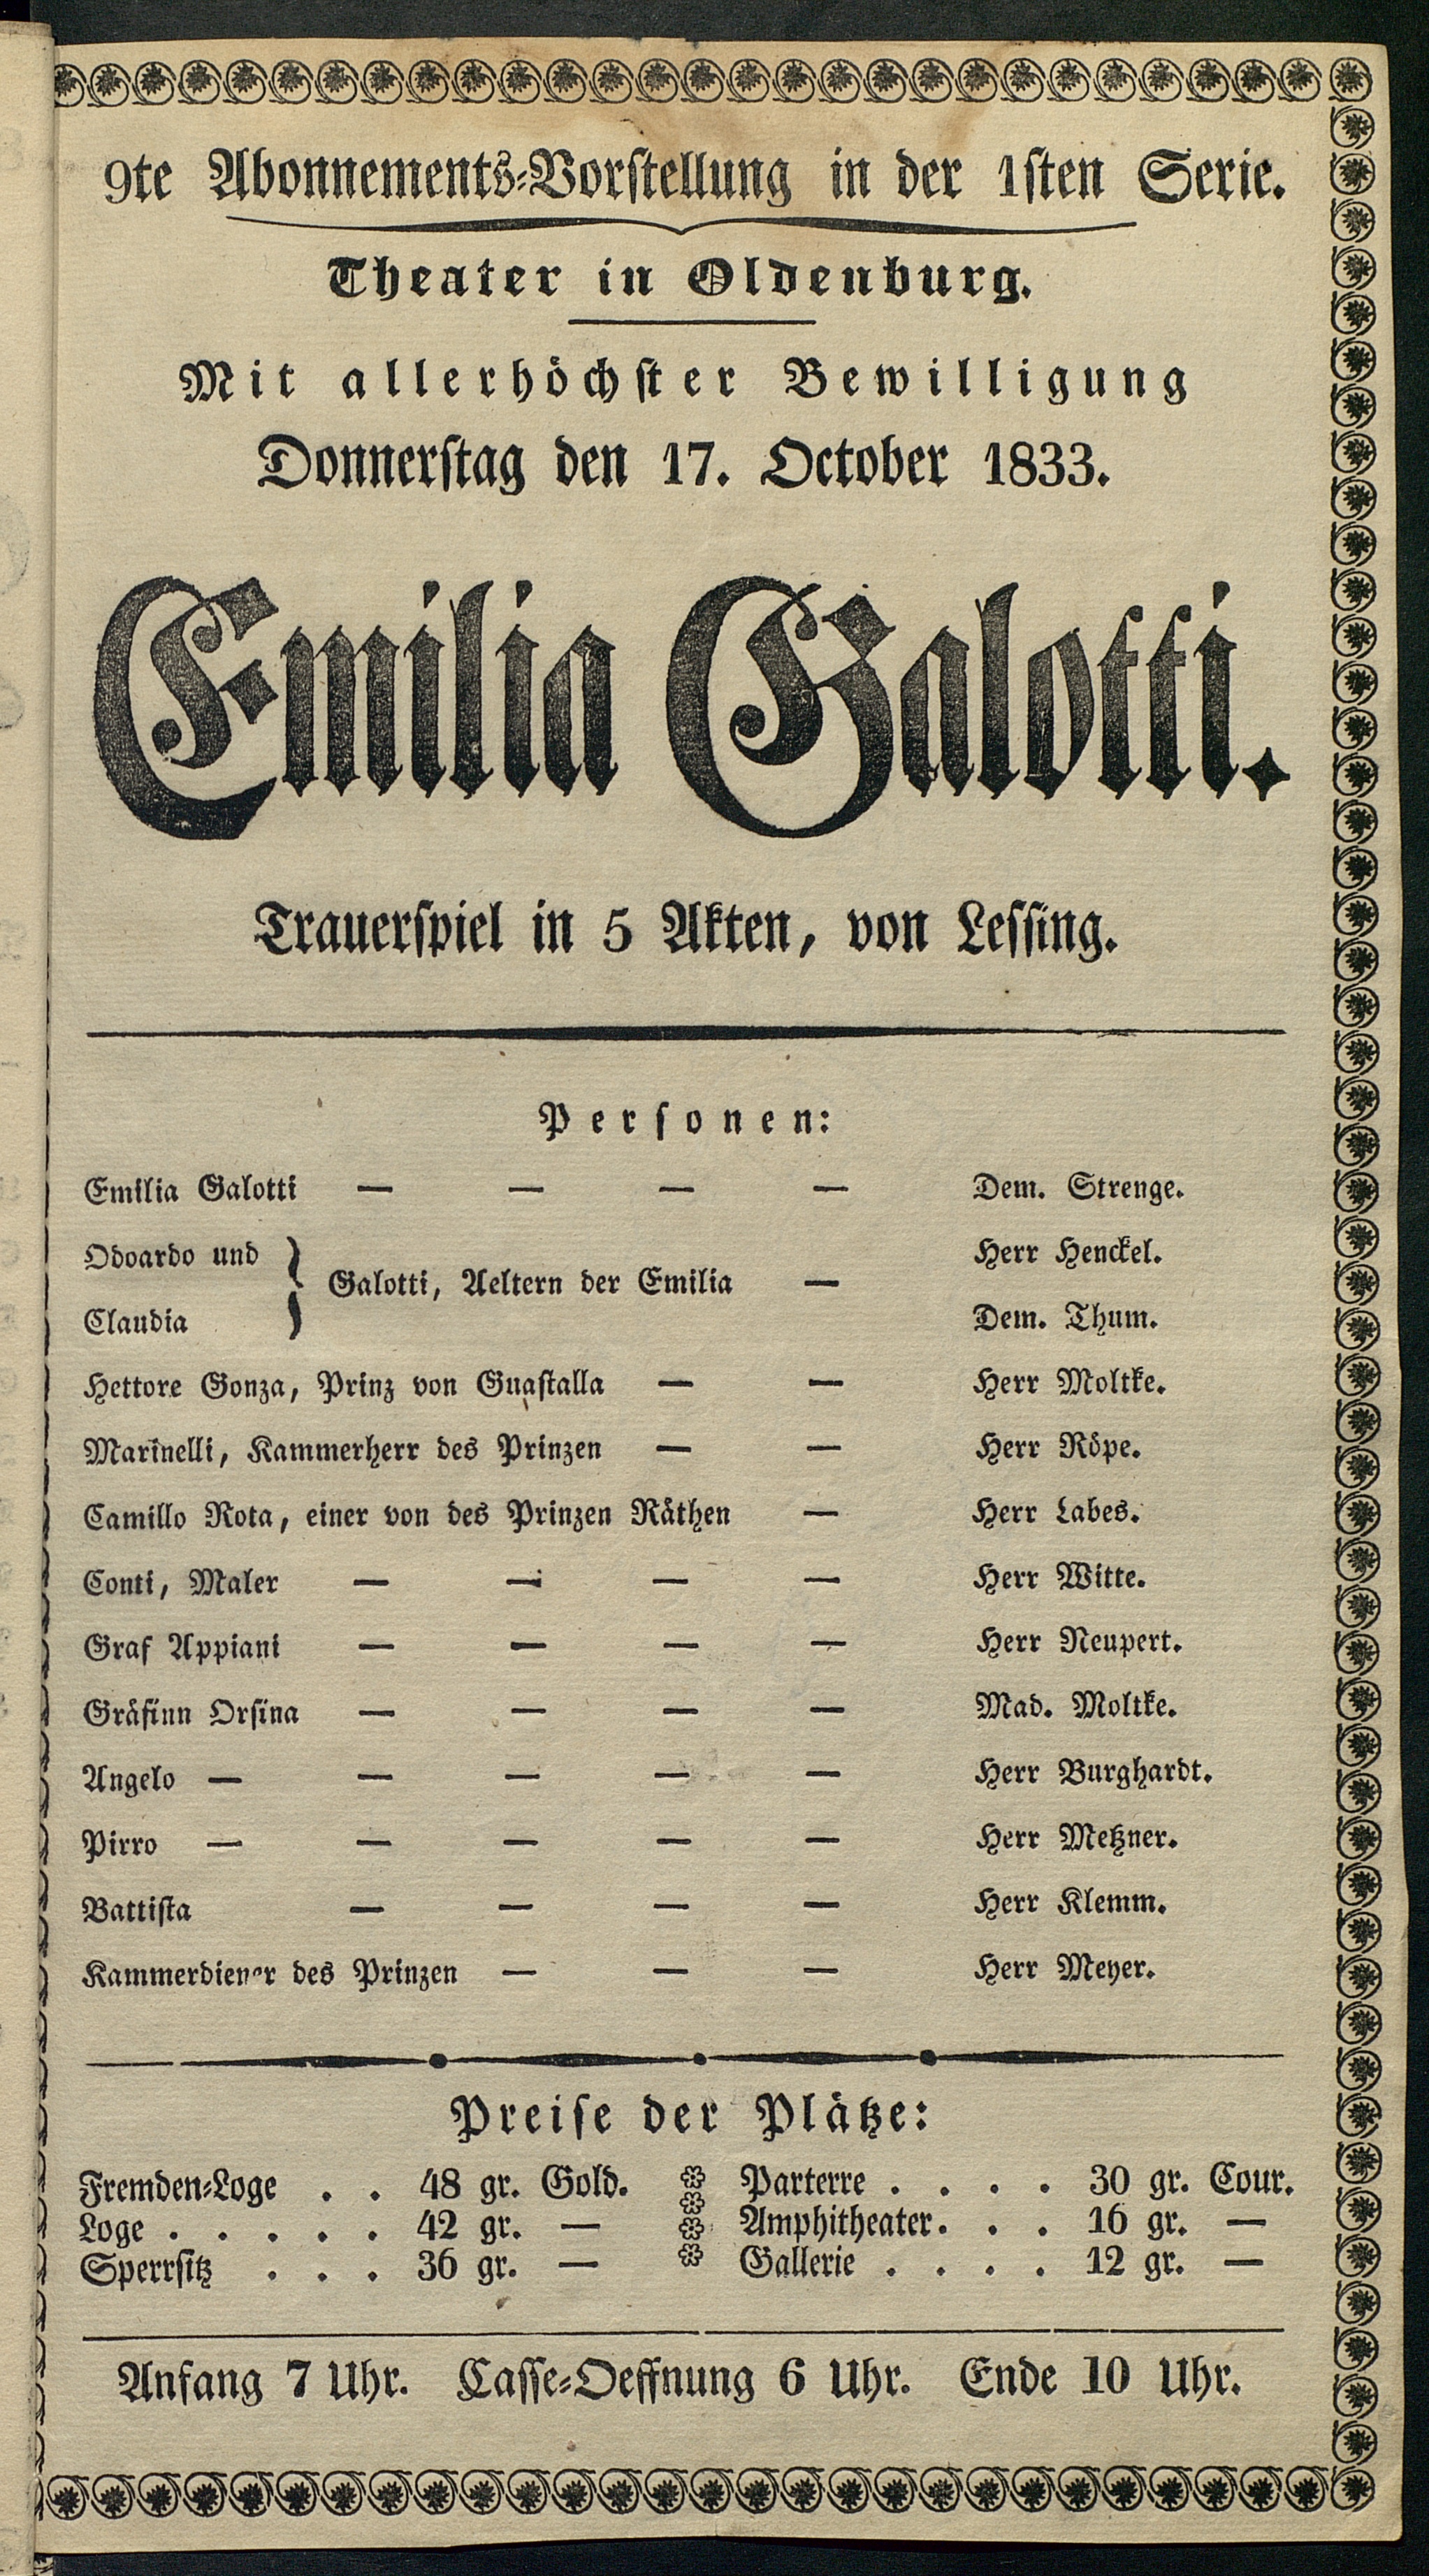 9te Abonnements-Vorstellung in der 1sten Serie.
Theater in Oldenburg.
Mit allerhöchster Bewilligung
Donnerstag den 17. October 1833.
Emilia Galotti.
Trauerspiel in 5 Akten, von Lessing.
Personen:
Emilia Galotti — — — — Dem. Strenge.
Odoardo und Herr Henckel.
} Galotti, Aeltern der Emilia —
Claudia Dem. Thum.
Hettore Gonza, Prinz von Guastalla — — Herr Moltke.
Marinelli, Kammerherr des Prinzen — — Herr Röpe.
Camillo Rota, einer von des Prinzen Räthen — Herr Labes.
Conti, Maler — — — — Herr Witte.
Graf Appiani — — — — Herr Neupert.
Gräfinn Orsina — — — — Mad. Moltke.
Angelo — — — — — Herr Burghardt.
Pirro — — — — — Herr Metzner.
Battista — — — — Herr Klemm.
Kammerdiener des Prinzen — — — Herr Meyer.
Preise der Plätze:
Fremden-Loge . . 48 gr. Gold. Parterre . . . . 30 gr. Cour.
Loge . . . . . 42 gr. — Amphitheater. . . 16 gr. —
Sperrsitz . . . 36 gr. — Gallerie . . . . 12 gr. —
Anfang 7 Uhr. Casse-Oeffnung 6 Uhr. Ende 10 Uhr.